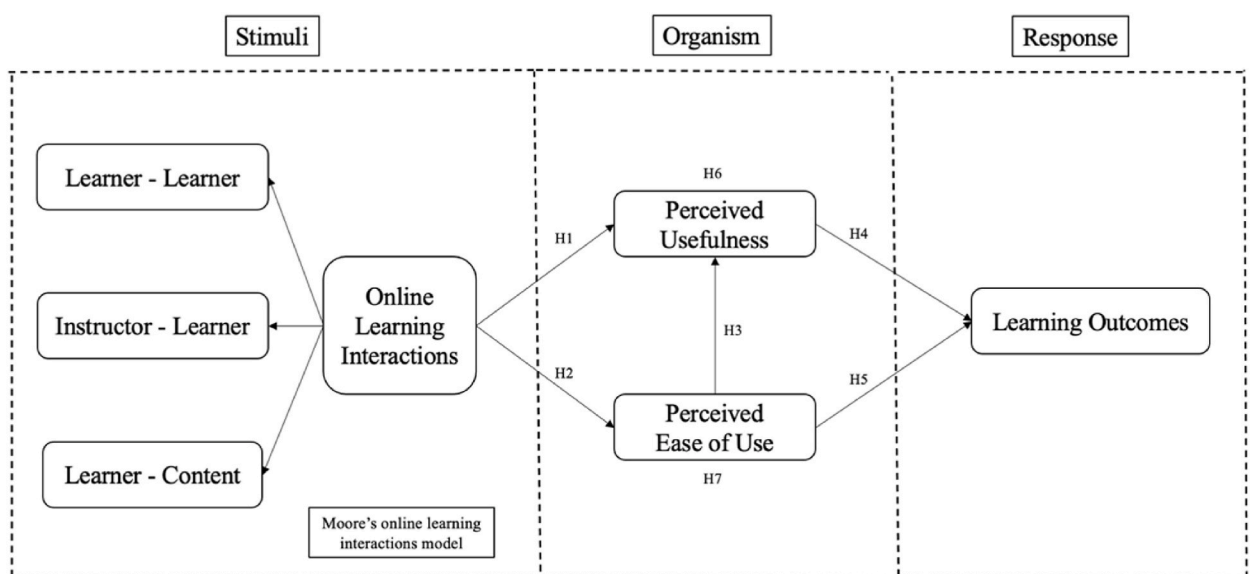 Stimuli
Organism
Response
Learner - Learner
Instructor - Learner
Learner - Content
Online
Learning
Interactions
Moore's online learning
interactions model
H1
H2
H6
Perceived
Usefulness
H3
Perceived
Ease of Use
H7
H4
H5
Learning Outcomes